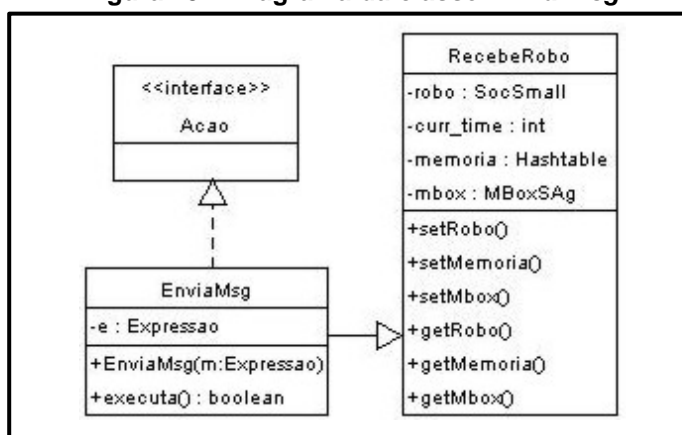 <<interface>>
Acao
EnviaMsg
-e : Expressao
+EnviaMsg(m:Expressao)
+executa() : boolean
RecebeRobo
-robo : SocSmall
-curr_time : int
-memoria : Hashtable
-mbox : MBoxSAg
+setRobo()
+setMemoria()
+setMbox()
+getRobo()
+getMemoria()
+getMbox()